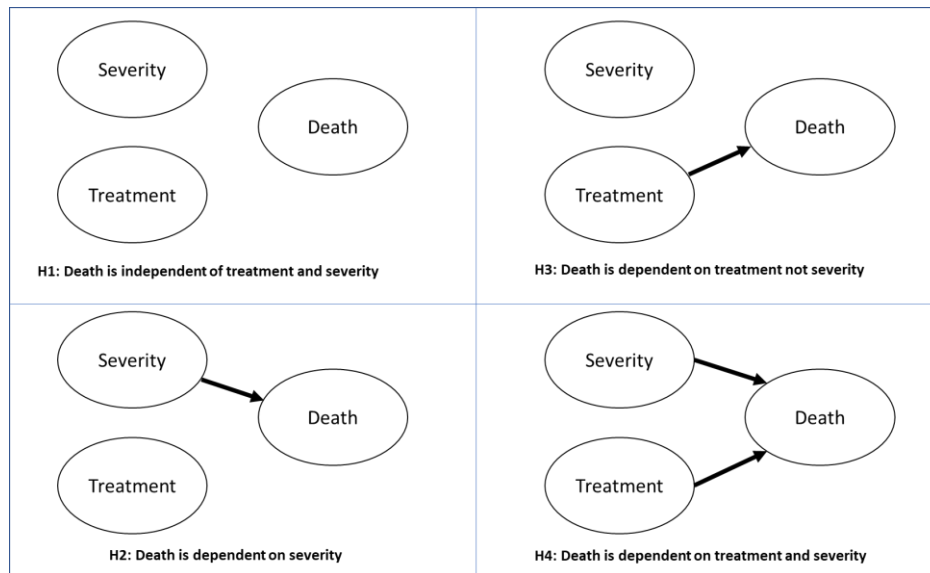 Severity
Death
Treatment
H1: Death is independent of treatment and severity
Severity
Death
Treatment
H3: Death is dependent on treatment not severity
Severity
Death
Treatment
H2: Death is dependent on severity
Severity
Death
Treatment
H4: Death is dependent on treatment and severity